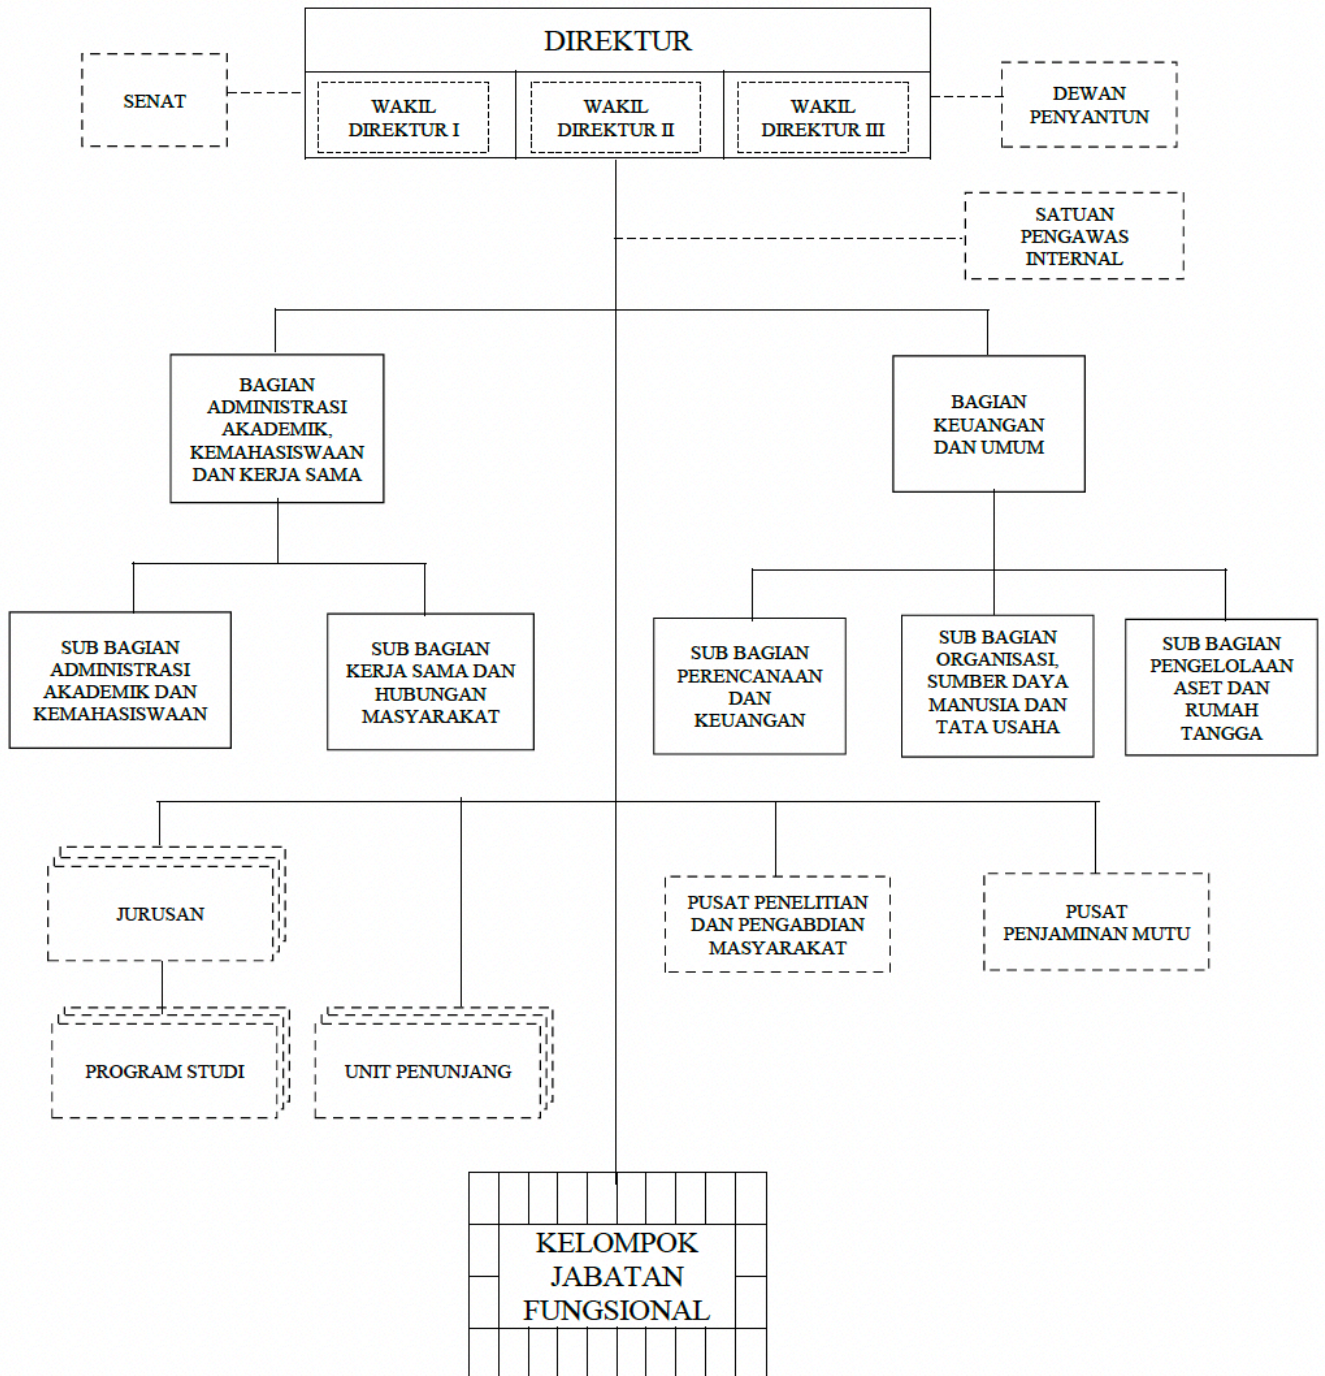 DIREKTUR
SENAT
WAKIL
DIREKTUR I
WAKIL
DIREKTUR II
WAKIL
DIREKTUR III
DEWAN
PENYANTUN
SATUAN
PENGAWAS
INTERNAL
BAGIAN
ADMINISTRASI
AKADEMIK,
KEMAHASISWAAN
DAN KERJA SAMA
BAGIAN
KEUANGAN
DAN UMUM
SUB BAGIAN
ADMINISTRASI
AKADEMIK DAN
KEMAHASISWAAN
SUB BAGIAN
KERJA SAMA DAN
HUBUNGAN
MASYARAKAT
SUB BAGIAN
PERENCANAAN
DAN
KEUANGAN
SUB BAGIAN
ORGANISASI,
SUMBER DAYA
MANUSIA DAN
TATA USAHA
SUB BAGIAN
PENGELOLAAN
ASET DAN
RUMAH
TANGGA
JURUSAN
PUSAT PENELITIAN
DAN PENGABDIAN
MASYARAKAT
PUSAT
PENJAMINAN MUTU
PROGRAM STUDI
UNIT PENUNJANG
KELOMPOK
JABATAN
FUNGSIONAL